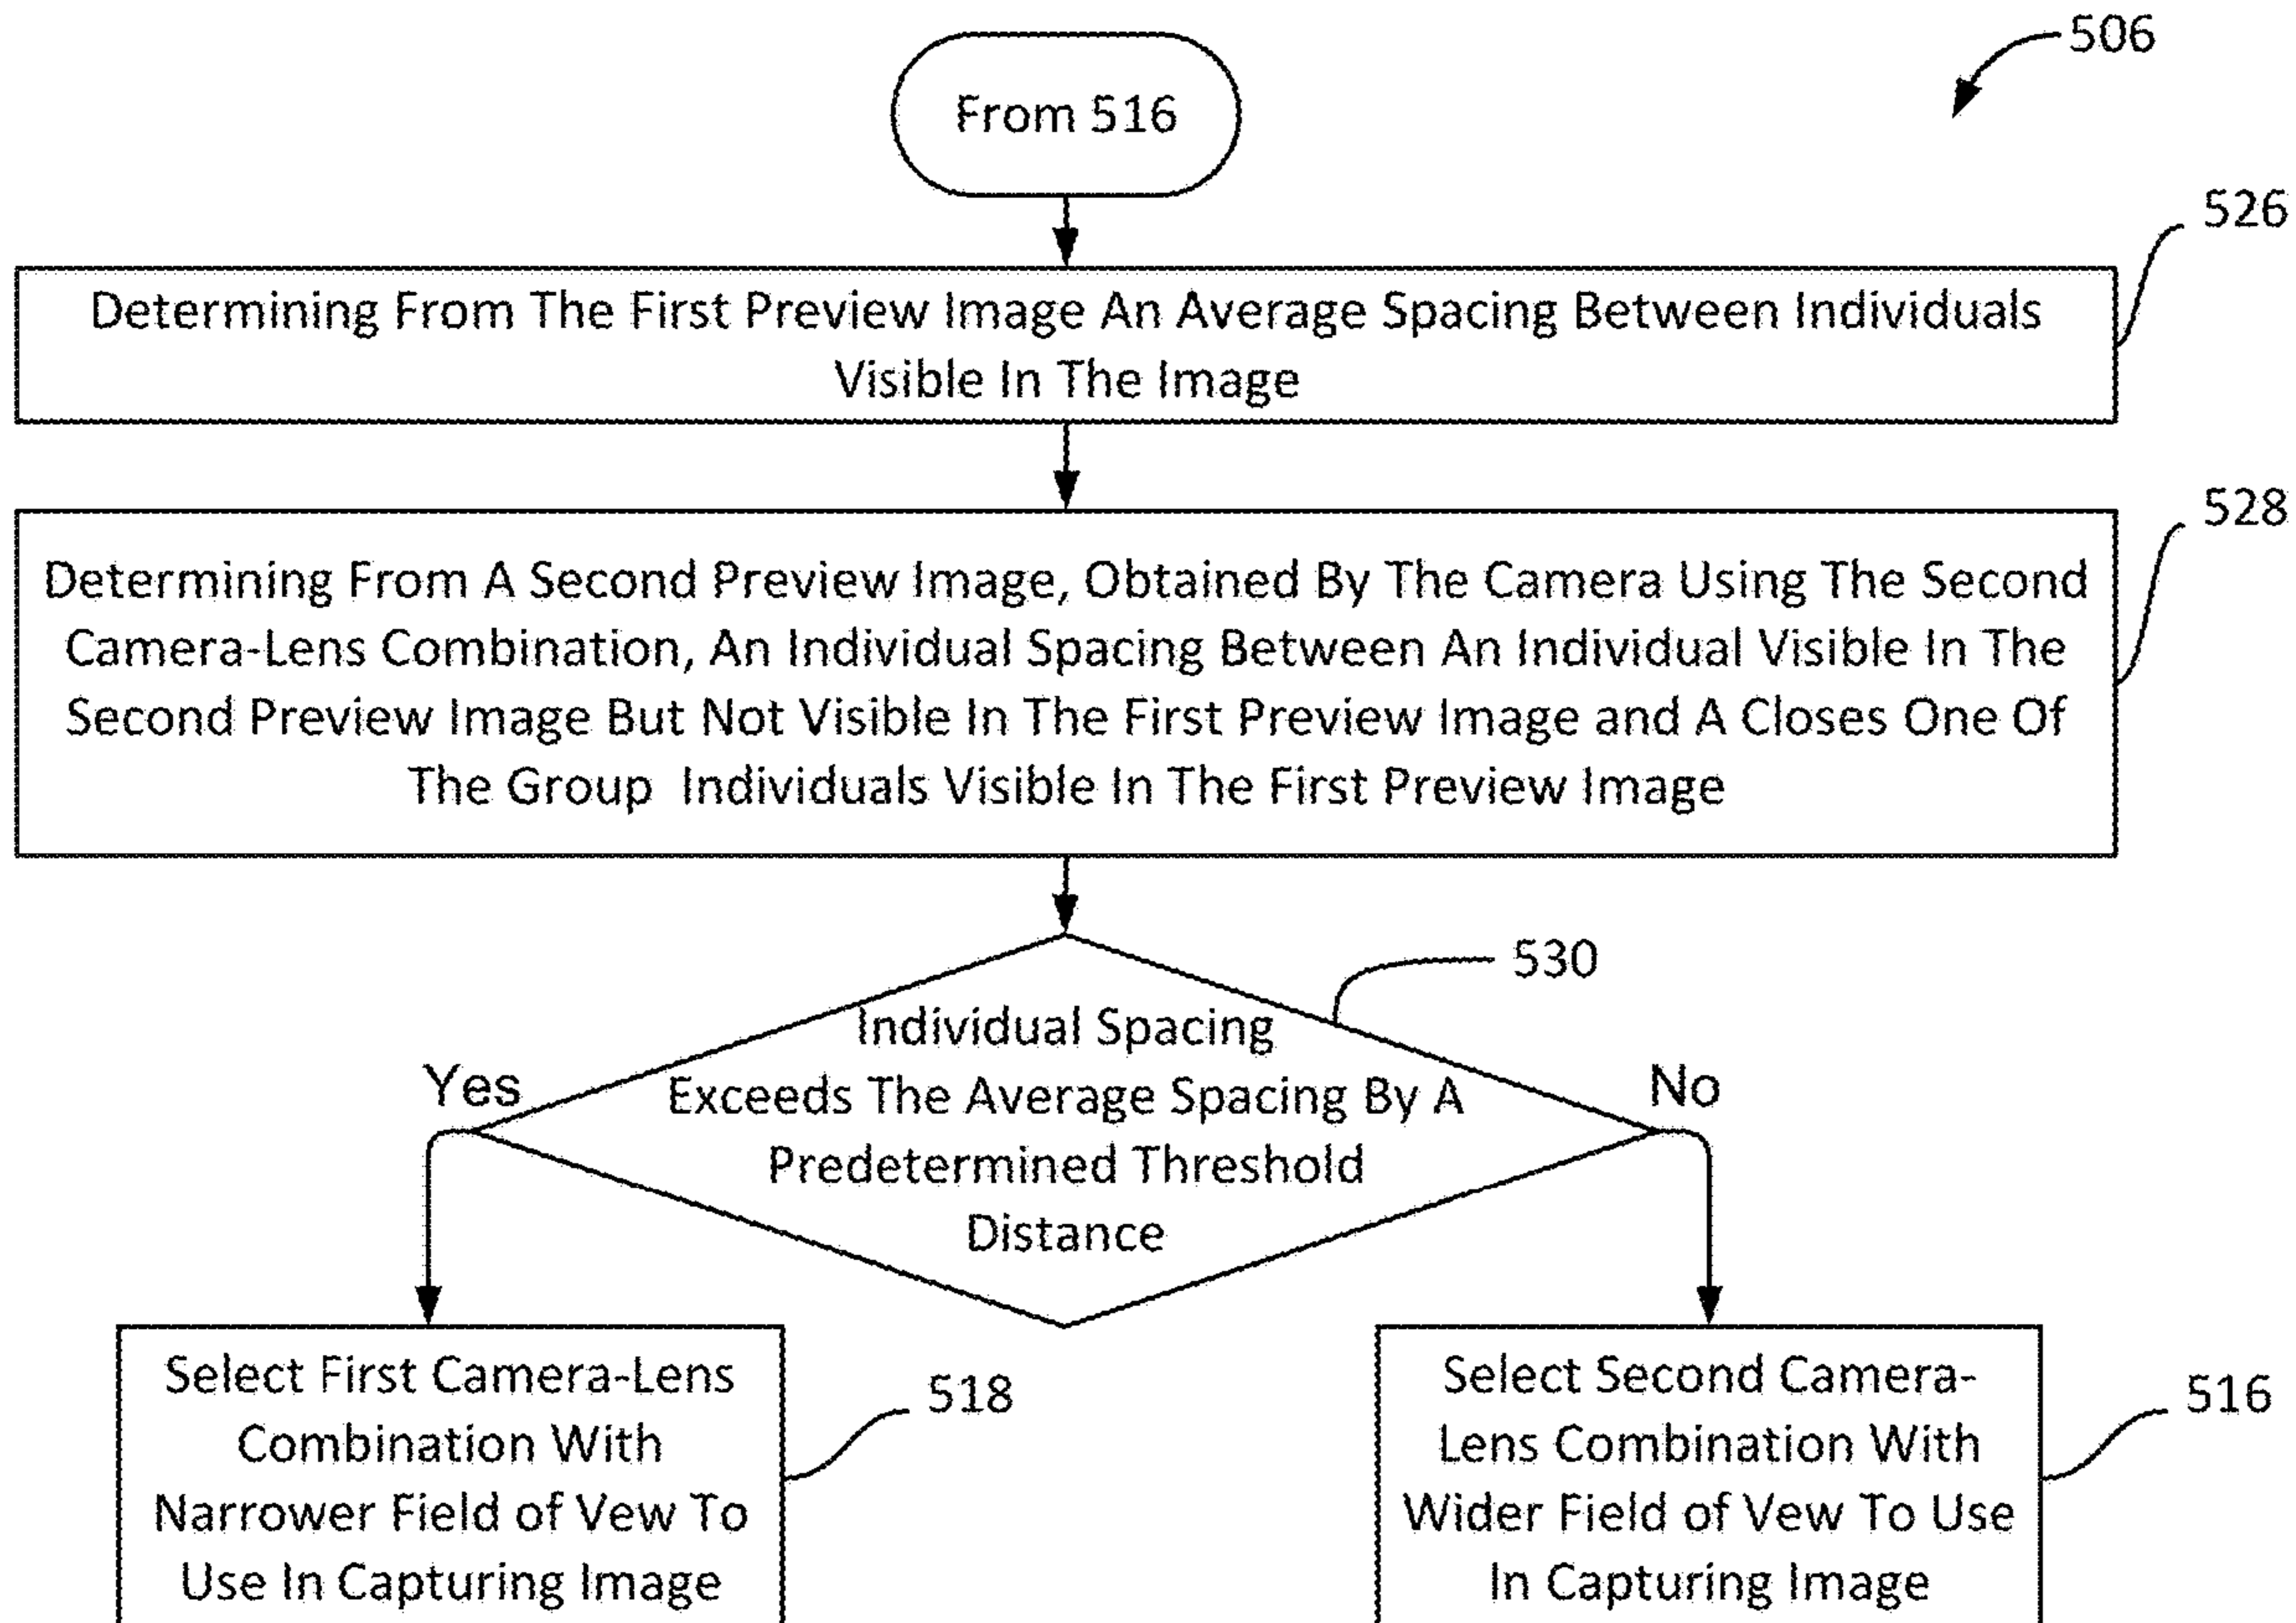 506
From 516
526
Determining From The First Preview Image An Average Spacing Between Individuals
Visible In The Image
528
Determining From A Second Preview Image, Obtained By The Camera Using The Second
Camera-Lens Combination, An Individual Spacing Between An Individual Visible In The
Second Preview Image But Not Visible In The First Preview Image and A Closes One Of
The Group Individuals Visible In The First Preview Image
530
Individual Spacing
Exceeds The Average Spacing By A
Predetermined Threshold
Distance
Yes
No
Select First Camera-Lens
Combination With
Narrower Field of Vew To
Use In Capturing Image
518
Select Second Camera-
Lens Combination With
Wider Field of Vew To Use
In Capturing Image
516